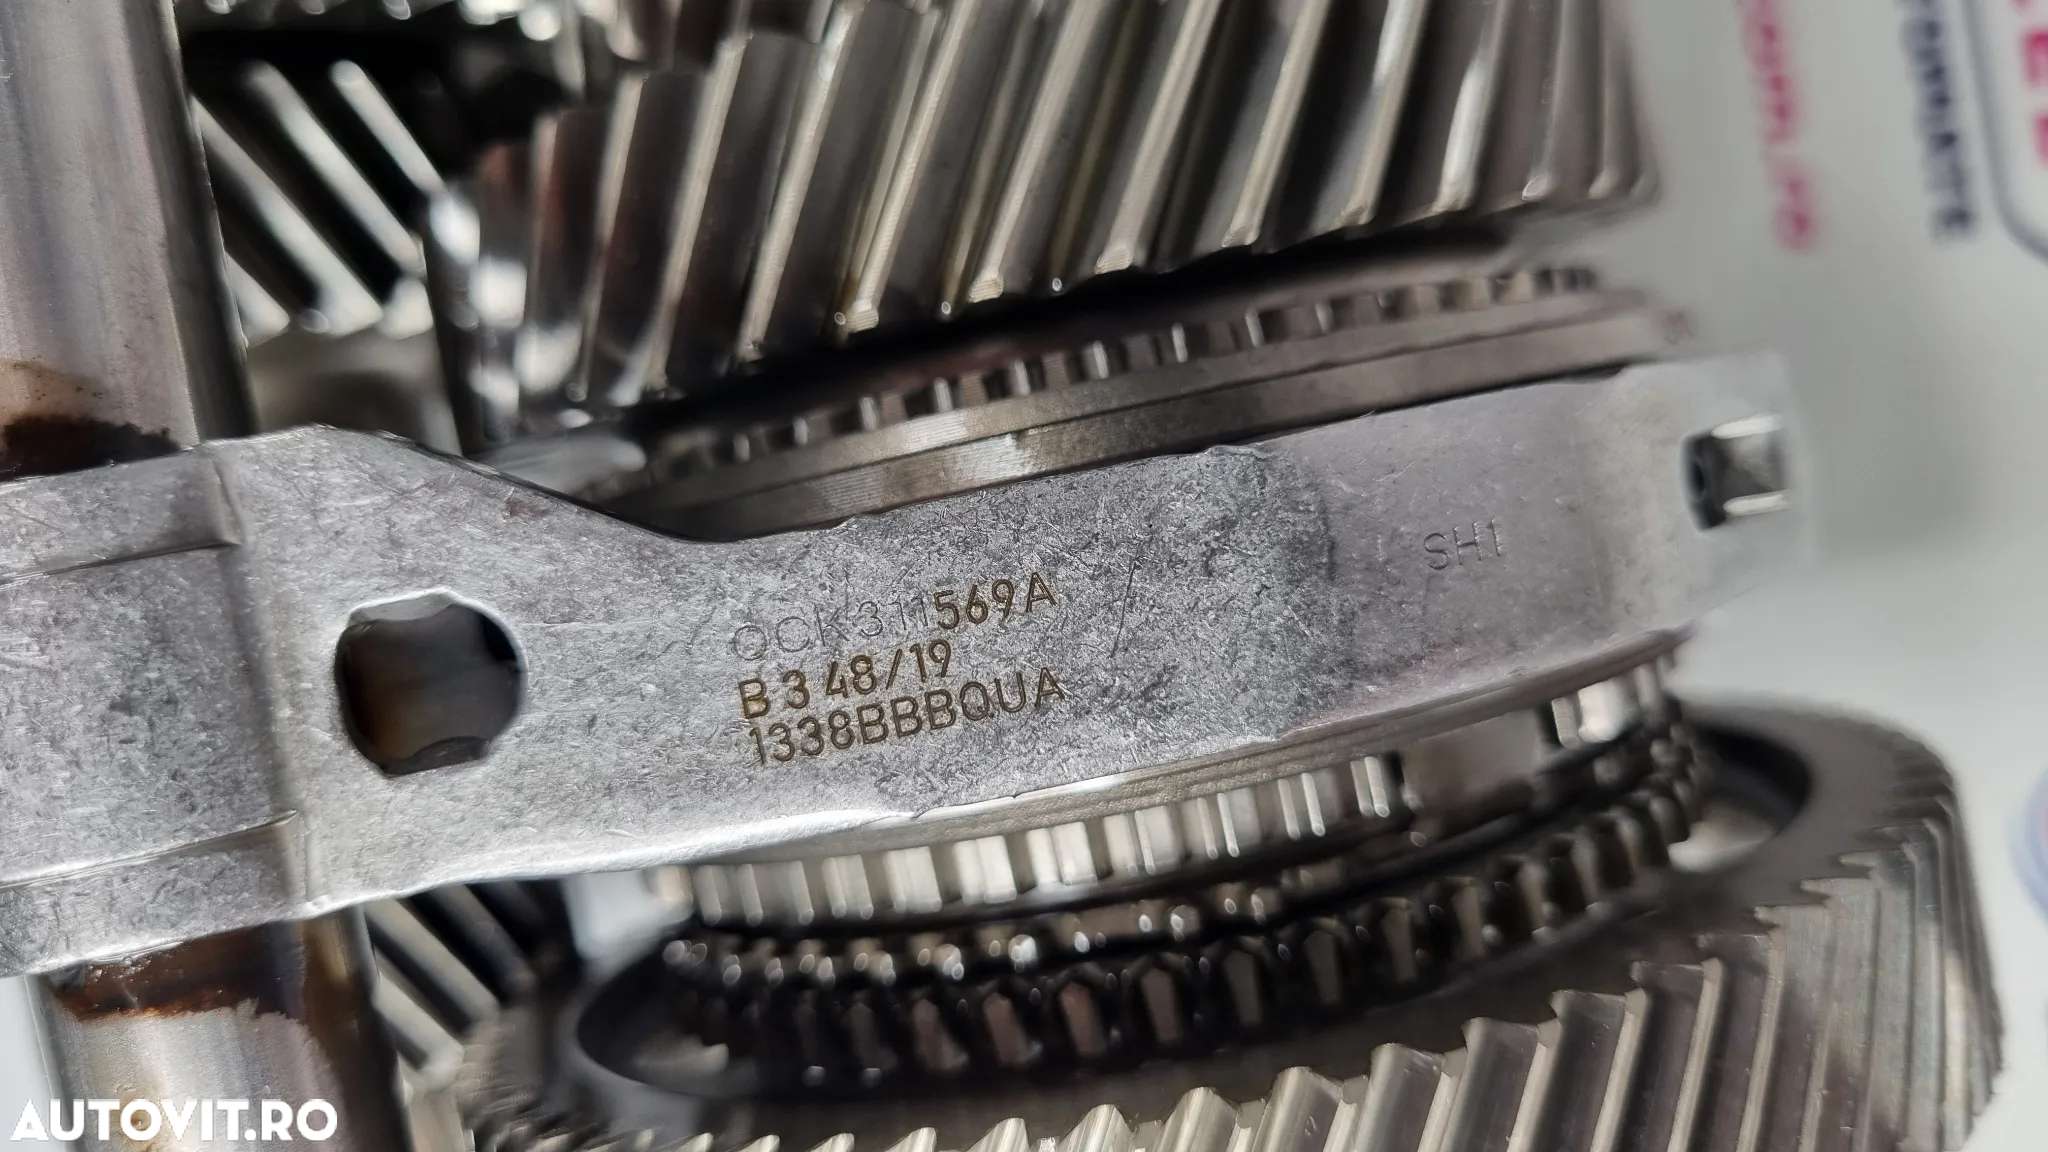 0CK311569A
B 3 48/19
1338BBBQUA
SH1
AUTOVIT.RO